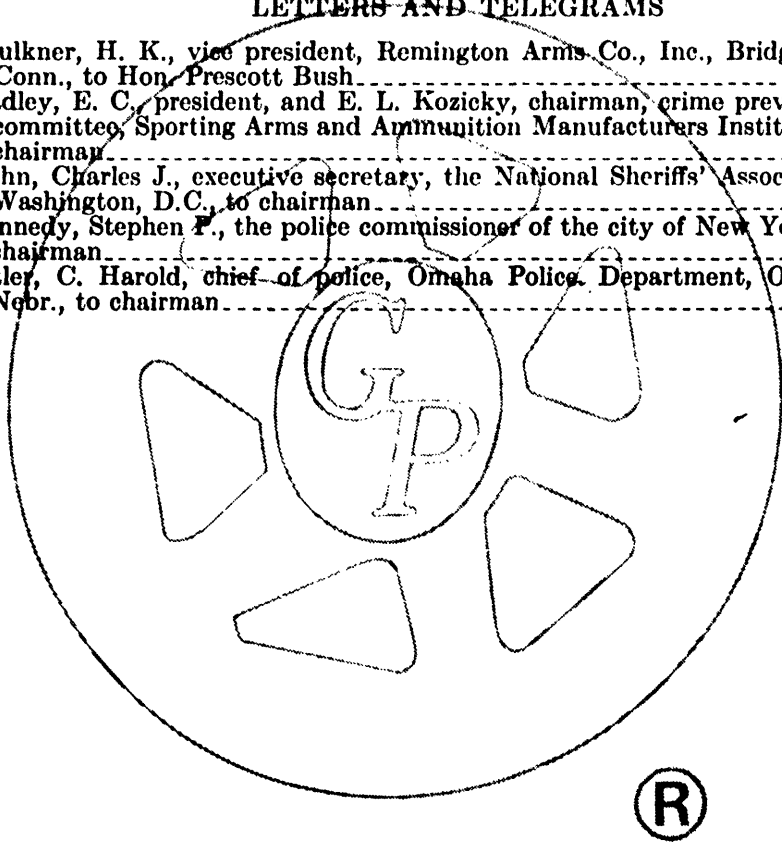 LETTERS AND TELEGRAMS
ulkner, H. K., vice president, Remington Arms Co., Inc., Bridg
Conn., to Hon. Prescott Bush
dley, E. C., president, and E. L. Kozicky, chairman, crime prev
committee, Sporting Arms and Ammunition Manufacturers Instit
chairman
hn, Charles J., executive secretary, the National Sheriffs' Assoc
Washington, D.C., to chairman
nnedy, Stephen P., the police commissioner of the city of New Yo
chairman
ler, C. Harold, chief of police, Omaha Police Department, O
Nebr., to chairman
GP
®